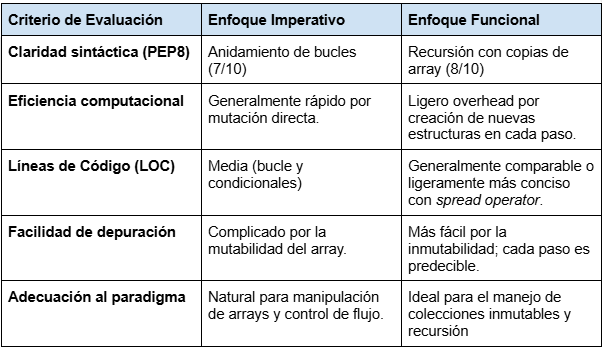 Criterio de Evaluación
Enfoque Imperativo
Enfoque Funcional
Claridad sintáctica (PEP8)
Anidamiento de bucles
(7/10)
Recursión con copias de
array (8/10)
Eficiencia computacional
Generalmente rápido por
mutación directa.
Ligero overhead por
creación de nuevas
estructuras en cada paso.
Líneas de Código (LOC)
Media (bucle y
condicionales)
Generalmente comparable o
ligeramente más conciso
con spread operator.
Facilidad de depuración
Complicado por la
mutabilidad del array.
Más fácil por la
inmutabilidad; cada paso es
predecible.
Adecuación al paradigma
Natural para manipulación
de arrays y control de flujo.
Ideal para el manejo de
colecciones inmutables y
recursión